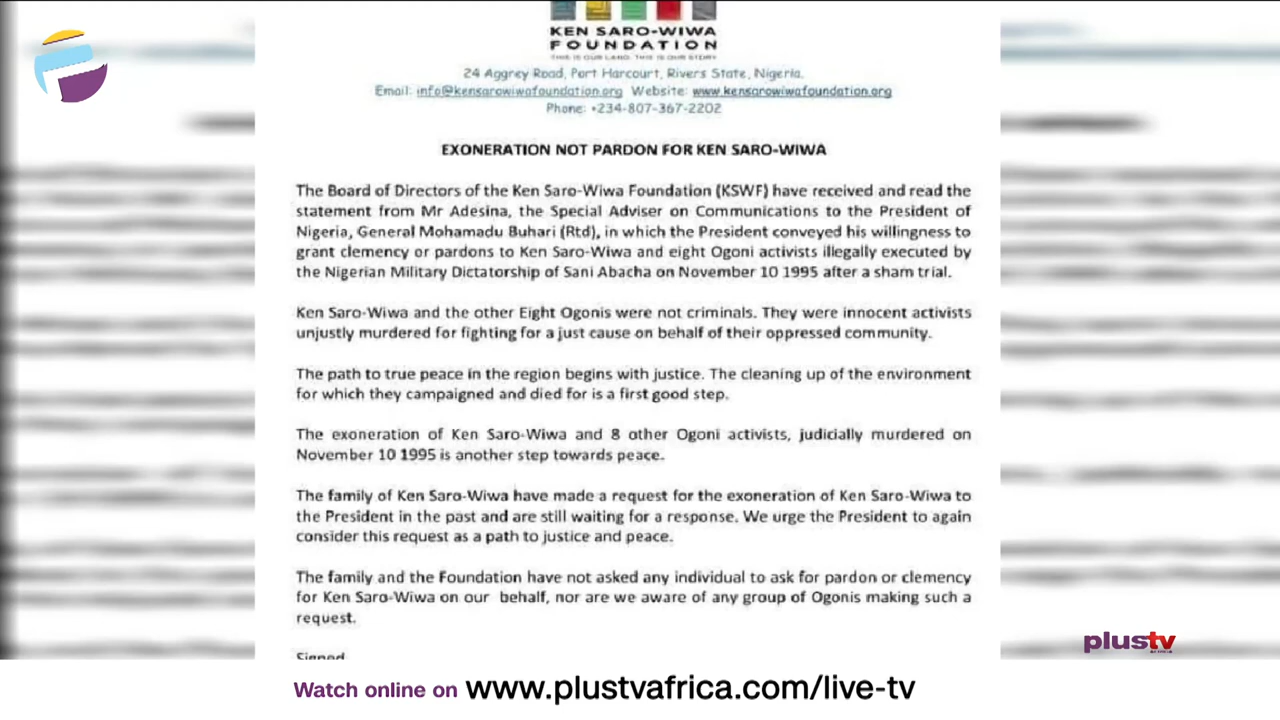 KEN SARO-WIWA
FOUNDATION
THIS IS OUR LAND. THIS IS OUR STORY
24 Aggrey Road, Port Harcourt, Rivers State, Nigeria.
Email: info@kensarowiwafoundation.org Website: www.kensarowiwafoundation.org
Phone: +234-807-367-2202
EXONERATION NOT PARDON FOR KEN SARO-WIWA
The Board of Directors of the Ken Saro-Wiwa Foundation (KSWF) have received and read the
statement from Mr Adesina, the Special Adviser on Communications to the President of
Nigeria, General Mohamadu Buhari (Rtd), in which the President conveyed his willingness to
grant clemency or pardons to Ken Saro-Wiwa and eight Ogoni activists illegally executed by
the Nigerian Military Dictatorship of Sani Abacha on November 10 1995 after a sham trial.
Ken Saro-Wiwa and the other Eight Ogonis were not criminals. They were innocent activists
unjustly murdered for fighting for a just cause on behalf of their oppressed community.
The path to true peace in the region begins with justice. The cleaning up of the environment
for which they campaigned and died for is a first good step.
The exoneration of Ken Saro-Wiwa and 8 other Ogoni activists, judicially murdered on
November 10 1995 is another step towards peace.
The family of Ken Saro-Wiwa have made a request for the exoneration of Ken Saro-Wiwa to
the President in the past and are still waiting for a response. We urge the President to again
consider this request as a path to justice and peace.
The family and the Foundation have not asked any individual to ask for pardon or clemency
for Ken Saro-Wiwa on our behalf, nor are we aware of any group of Ogonis making such a
request.
Signed
plustv
Watch online on www.plustvafrica.com/live-tv